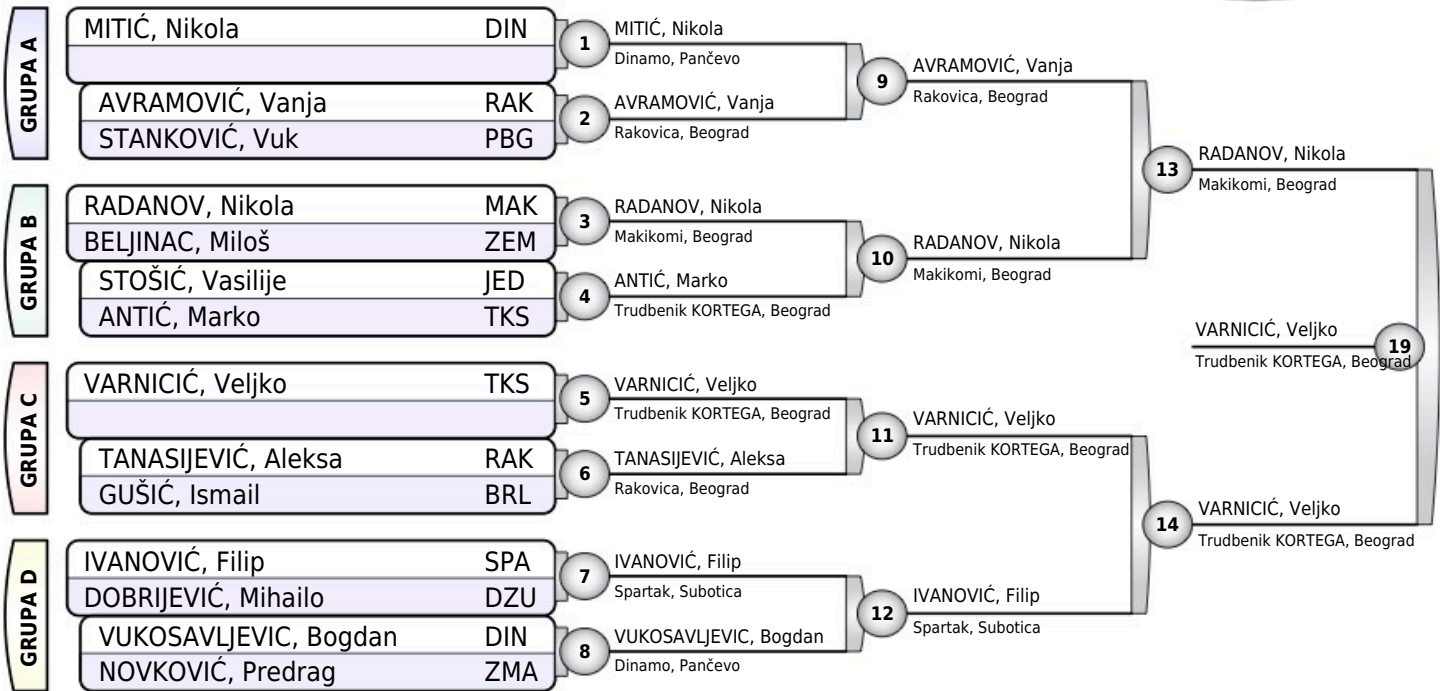 GRUPA A
MITIĆ, Nikola DIN
AVRAMOVIĆ, Vanja RAK
STANKOVIĆ, Vuk PBG
GRUPA B
RADANOV, Nikola MAK
BELJINAC, Miloš ZEM
STOŠIĆ, Vasilije JED
ANTIĆ, Marko TKS
GRUPA C
VARNICIĆ, Veljko TKS
TANASIJEVIĆ, Aleksa RAK
GUŠIĆ, Ismail BRL
GRUPA D
IVANOVIĆ, Filip SPA
DOBRIJEVIĆ, Mihailo DZU
VUKOSAVLJEVIC, Bogdan DIN
NOVKOVIĆ, Predrag ZMA
1
MITIĆ, Nikola
Dinamo, Pančevo
2
AVRAMOVIĆ, Vanja
Rakovica, Beograd
3
RADANOV, Nikola
Makikomi, Beograd
4
ANTIĆ, Marko
Trudbenik KORTEGA, Beograd
5
VARNICIĆ, Veljko
Trudbenik KORTEGA, Beograd
6
TANASIJEVIĆ, Aleksa
Rakovica, Beograd
7
IVANOVIĆ, Filip
Spartak, Subotica
8
VUKOSAVLJEVIC, Bogdan
Dinamo, Pančevo
9
AVRAMOVIĆ, Vanja
Rakovica, Beograd
10
RADANOV, Nikola
Makikomi, Beograd
11
VARNICIĆ, Veljko
Trudbenik KORTEGA, Beograd
12
IVANOVIĆ, Filip
Spartak, Subotica
13
RADANOV, Nikola
Makikomi, Beograd
14
VARNICIĆ, Veljko
Trudbenik KORTEGA, Beograd
19
VARNICIĆ, Veljko
Trudbenik KORTEGA, Beograd